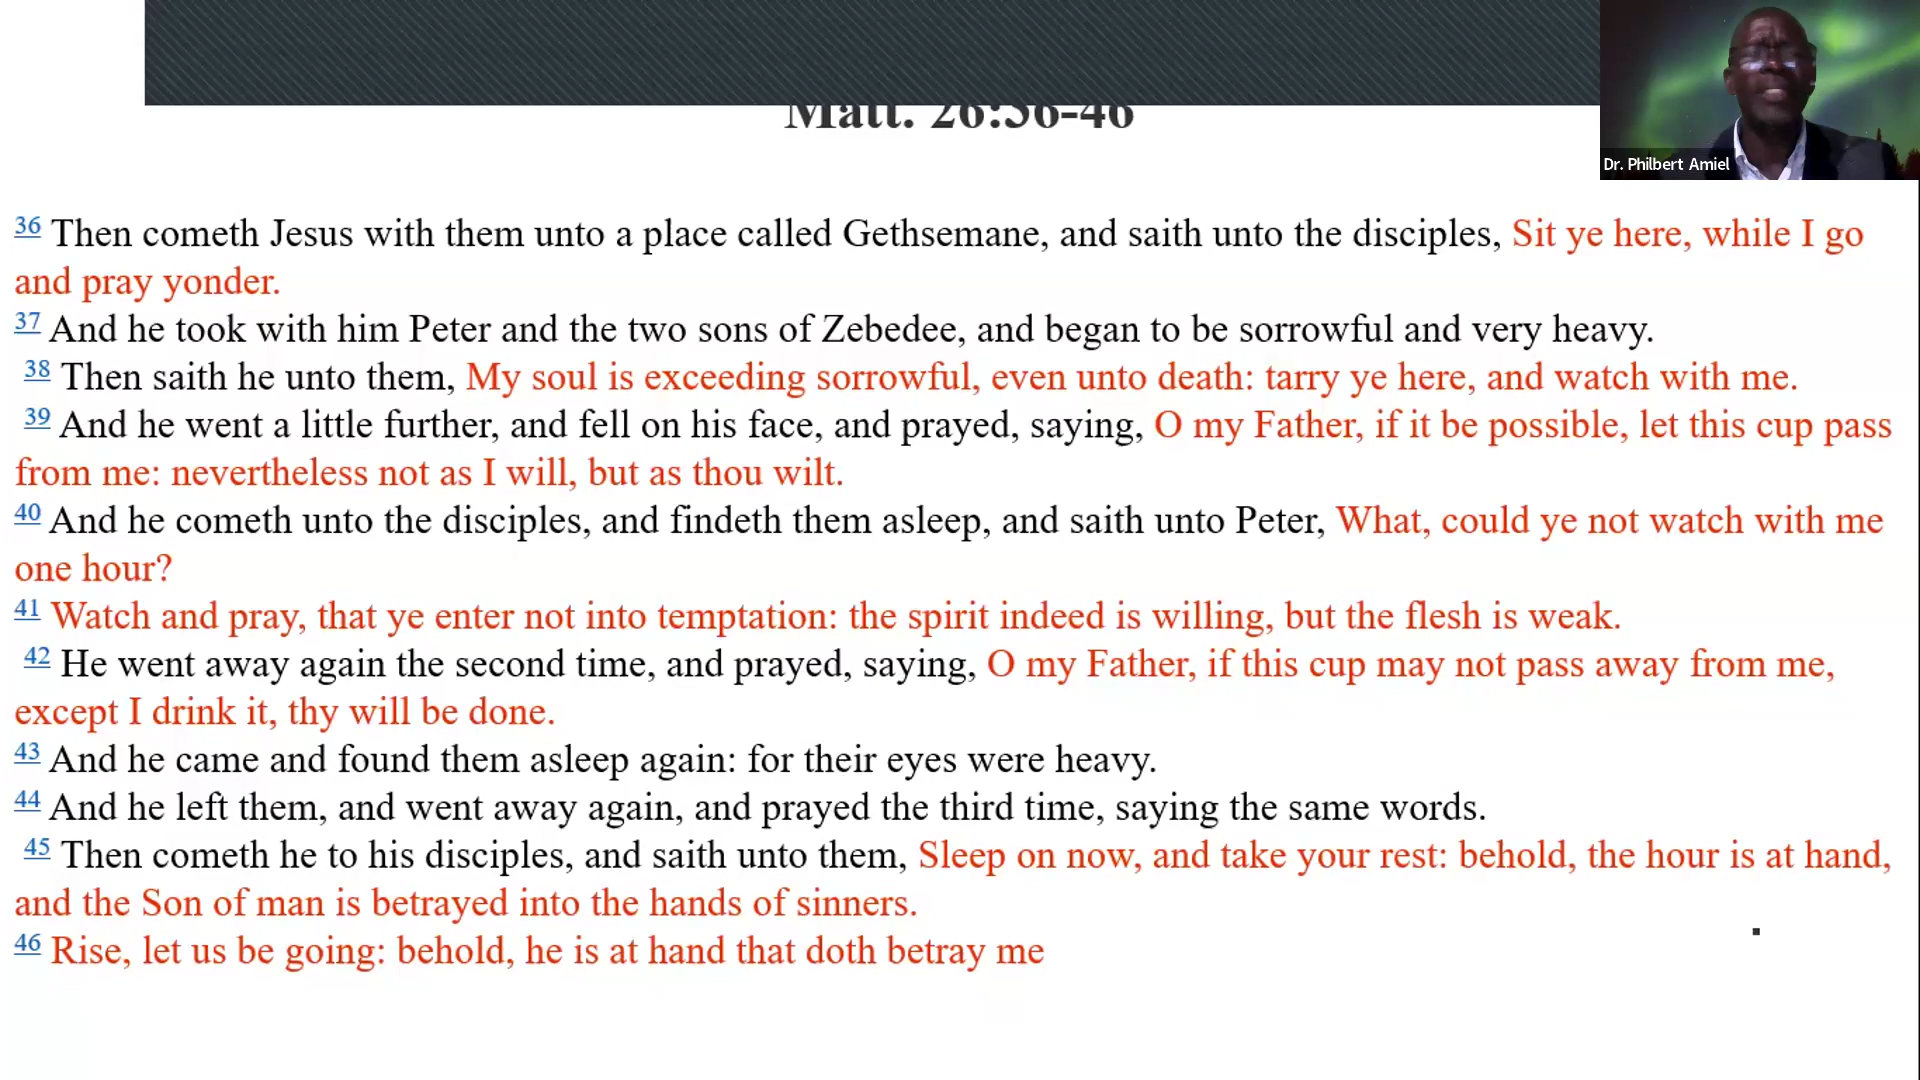 Matt. 26:36-46
Dr. Philbert Amiel
36 Then cometh Jesus with them unto a place called Gethsemane, and saith unto the disciples, Sit ye here, while I go
and pray yonder.
37 And he took with him Peter and the two sons of Zebedee, and began to be sorrowful and very heavy.
38 Then saith he unto them, My soul is exceeding sorrowful, even unto death: tarry ye here, and watch with me.
39 And he went a little further, and fell on his face, and prayed, saying, O my Father, if it be possible, let this cup pass
from me: nevertheless not as I will, but as thou wilt.
40 And he cometh unto the disciples, and findeth them asleep, and saith unto Peter, What, could ye not watch with me
one hour?
41 Watch and pray, that ye enter not into temptation: the spirit indeed is willing, but the flesh is weak.
42 He went away again the second time, and prayed, saying, O my Father, if this cup may not pass away from me,
except I drink it, thy will be done.
43 And he came and found them asleep again: for their eyes were heavy.
44 And he left them, and went away again, and prayed the third time, saying the same words.
45 Then cometh he to his disciples, and saith unto them, Sleep on now, and take your rest: behold, the hour is at hand,
and the Son of man is betrayed into the hands of sinners.
46 Rise, let us be going: behold, he is at hand that doth betray me